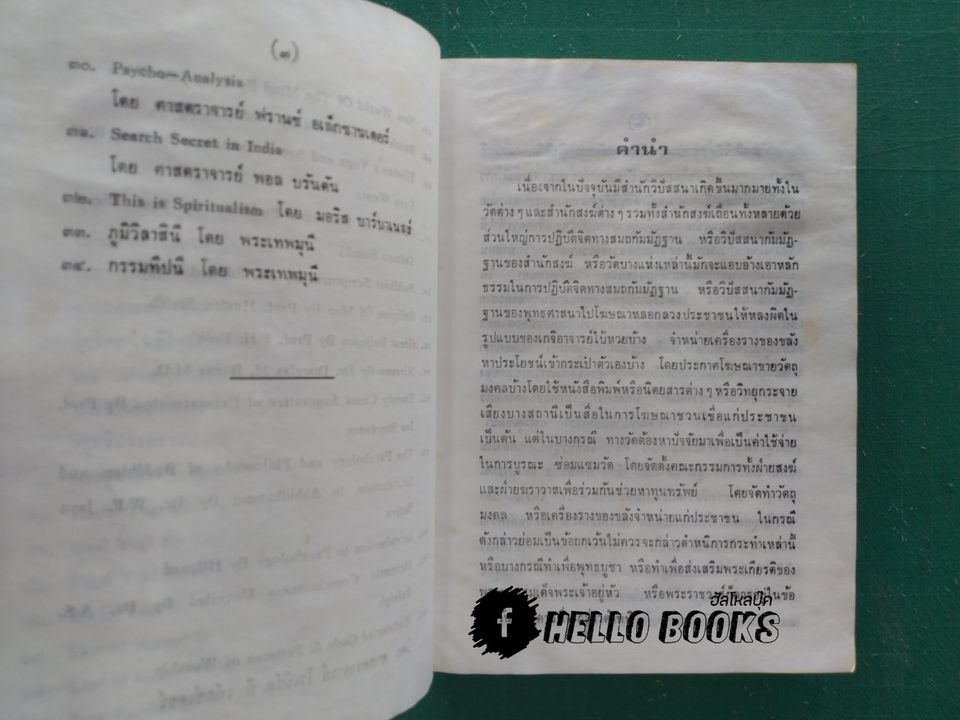 (๓)
๓๐. Psycho—Analysis
โดย ศาสตราจารย์ ฟรานซ์ อเล็กซานเดอร์
๓๑. Search Secret in India
โดย ศาสตราจารย์ พอล บรันตัน
๓๒. This is Spiritualism โดย มอริส บาร์บาเนลล์
๓๓. ภูมิวิลาสินี โดย พระเทพมุนี
๓๔. กรรมทีปนี โดย พระเทพมุนี
คำนำ
เนื่องจากในปัจจุบันมีสำนักวิปัสสนาเกิดขึ้นมากมายทั้งใน
วัดต่าง ๆ และสำนักสงฆ์ต่าง ๆ รวมทั้งสำนักสงฆ์เถื่อนทั้งหลายด้วย
ส่วนใหญ่การปฏิบัติจิตทางสมถกัมมัฏฐาน หรือวิปัสสนากัมมัฏ-
ฐานของสำนักสงฆ์ หรือวัดบางแห่งเหล่านี้มักจะแอบอ้างเอาหลัก
ธรรมในการปฏิบัติจิตทางสมถกัมมัฏฐาน หรือวิปัสสนากัมมัฏ-
ฐานของพุทธศาสนาไปโฆษณาหลอกลวงประชาชนให้หลงผิดใน
รูปแบบของเกจิอาจารย์ใบ้หวยบ้าง จำหน่ายเครื่องรางของขลัง
หาประโยชน์เข้ากระเป๋าตัวเองบ้าง โดยประกาศโฆษณาขายวัตถุ
มงคลบ้างโดยใช้หนังสือพิมพ์หรือนิตยสารต่าง ๆ หรือวิทยุกระจาย
เสียงบางสถานีเป็นสื่อในการโฆษณาชวนเชื่อแก่ประชาชน
เป็นต้น แต่ในบางกรณี ทางวัดต้องหาปัจจัยมาเพื่อเป็นค่าใช้จ่าย
ในการบูรณะ ซ่อมแซมวัด โดยจัดตั้งคณะกรรมการทั้งฝ่ายสงฆ์
และฝ่ายฆราวาสเพื่อร่วมกันช่วยหาทุนทรัพย์ โดยจัดทำวัตถุ
มงคล หรือเครื่องรางของขลังจำหน่ายแก่ประชาชน ในกรณี
ดังกล่าวย่อมเป็นข้อยกเว้นไม่ควรจะกล่าวตำหนิการกระทำเหล่านี้
หรือบางกรณีทำเพื่อพุทธบูชา หรือทำเพื่อส่งเสริมพระเกียรติของ
เด็จพระเจ้าอยู่หัว
ฮัลโหลบุ๊ค
f HELLO BOOKS